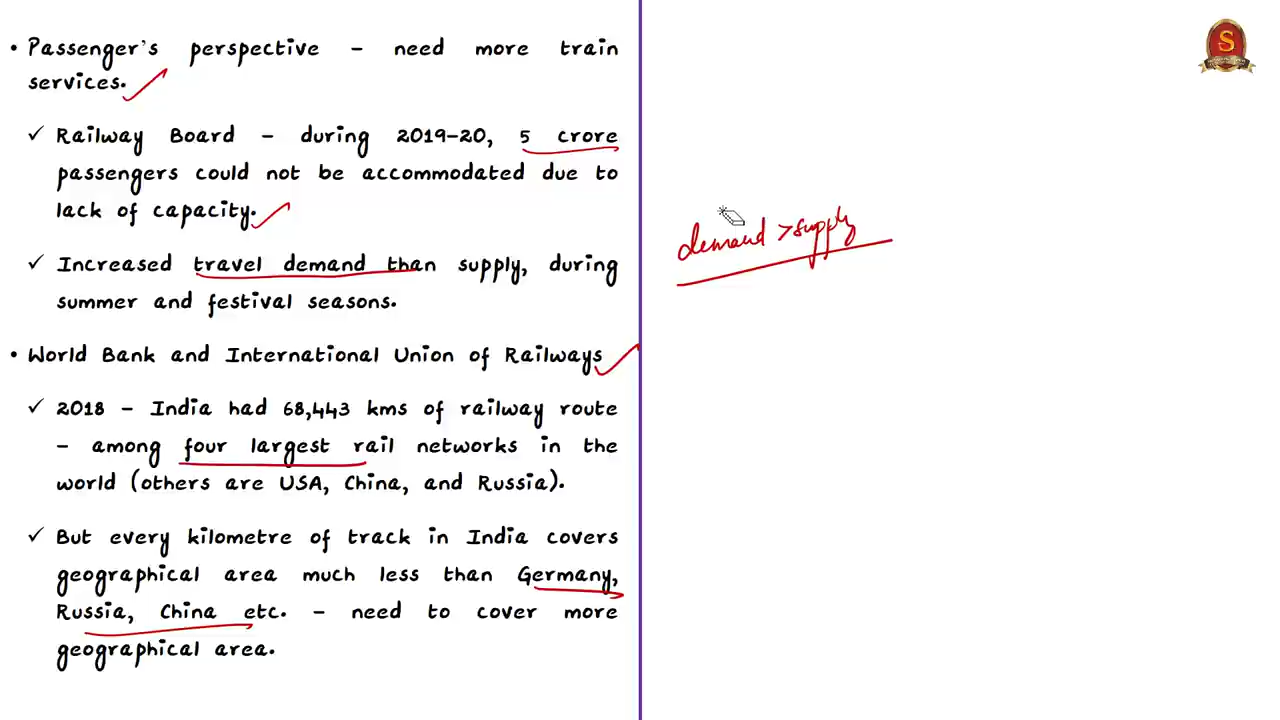 • Passenger's perspective – need more train
services.
✓ Railway Board – during 2019-20, 5 crore
passengers could not be accommodated due to
lack of capacity.
✓ Increased travel demand than supply, during
summer and festival seasons.
• World Bank and International Union of Railways
✓ 2018 – India had 68,443 kms of railway route
– among four largest rail networks in the
world (others are USA, China, and Russia).
✓ But every kilometre of track in India covers
geographical area much less than Germany,
Russia, China etc. – need to cover more
geographical area.
demand > supply
S